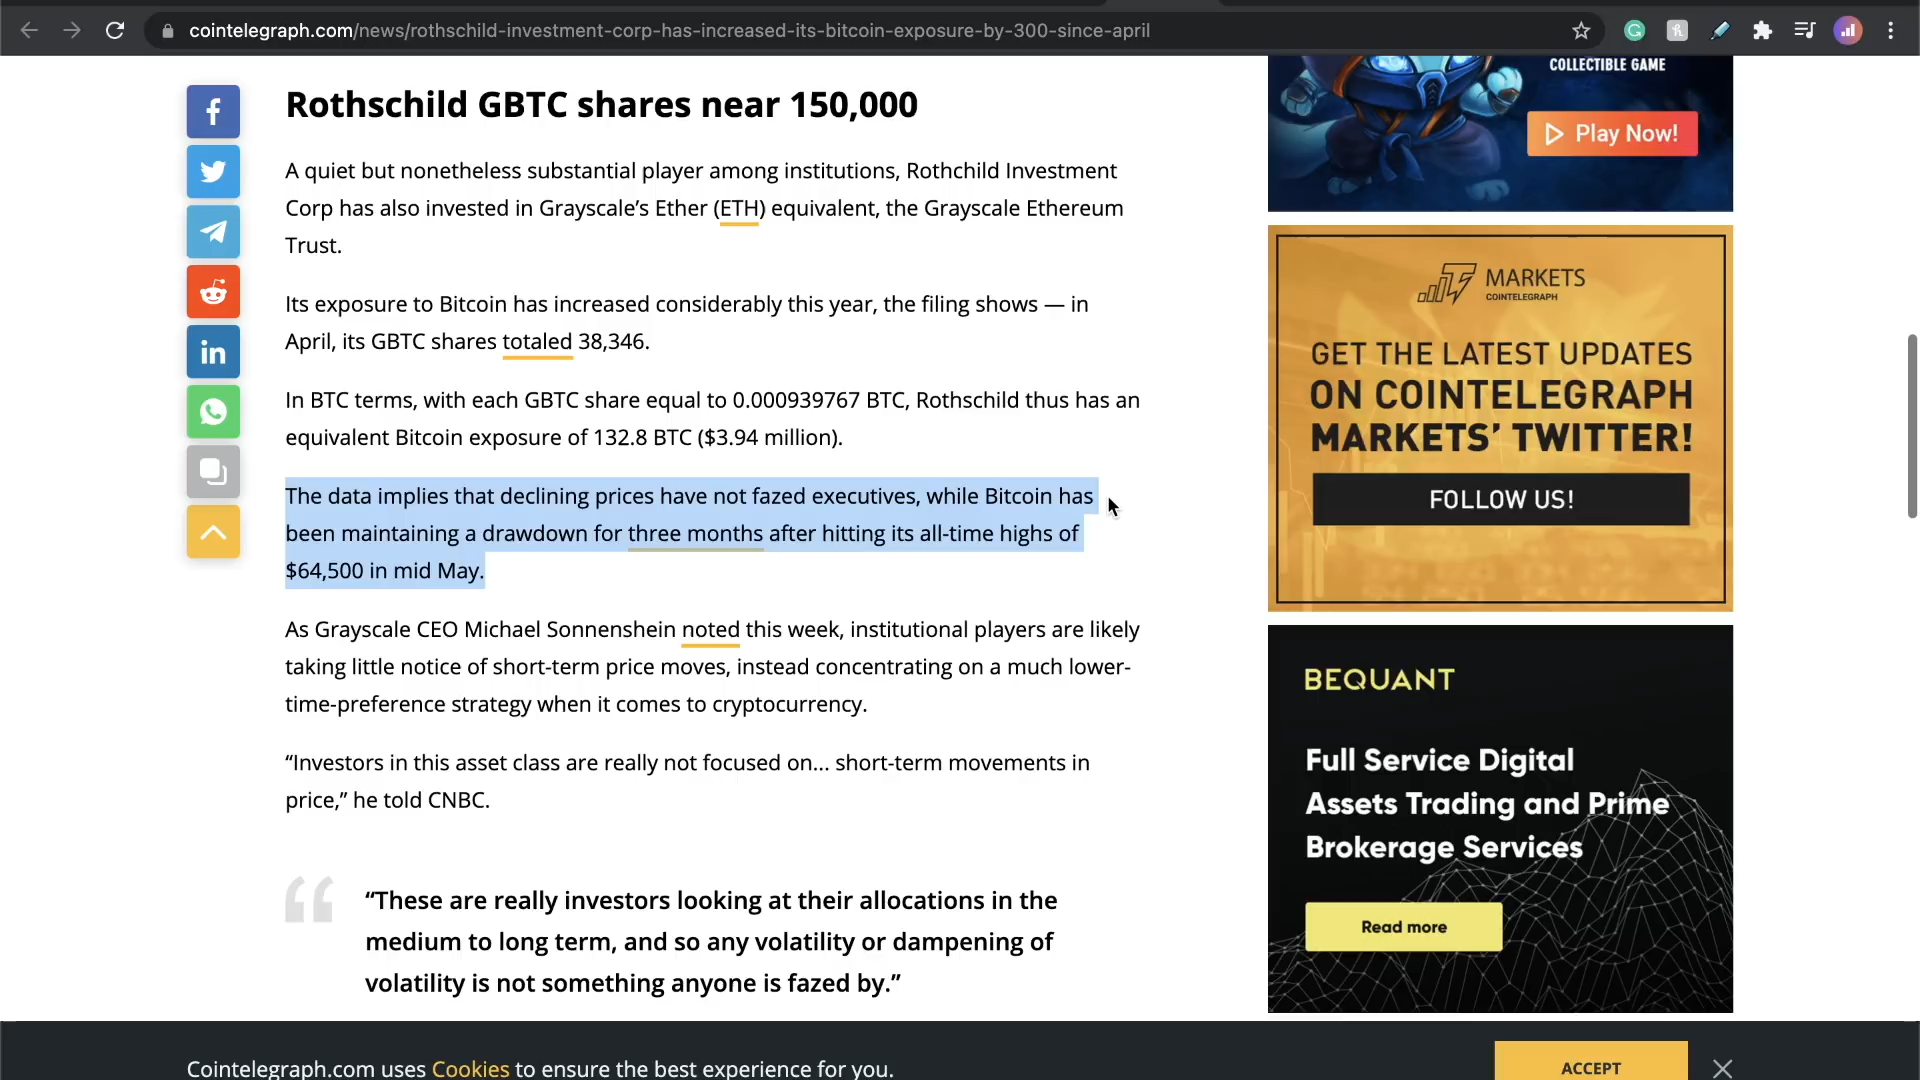 cointelegraph.com/news/rothschild-investment-corp-has-increased-its-bitcoin-exposure-by-300-since-april
Rothschild GBTC shares near 150,000
A quiet but nonetheless substantial player among institutions, Rothchild Investment
Corp has also invested in Grayscale’s Ether (ETH) equivalent, the Grayscale Ethereum
Trust.
Its exposure to Bitcoin has increased considerably this year, the filing shows — in
April, its GBTC shares totaled 38,346.
In BTC terms, with each GBTC share equal to 0.000939767 BTC, Rothschild thus has an
equivalent Bitcoin exposure of 132.8 BTC ($3.94 million).
The data implies that declining prices have not fazed executives, while Bitcoin has
been maintaining a drawdown for three months after hitting its all-time highs of
$64,500 in mid May.
As Grayscale CEO Michael Sonnenshein noted this week, institutional players are likely
taking little notice of short-term price moves, instead concentrating on a much lower-
time-preference strategy when it comes to cryptocurrency.
“Investors in this asset class are really not focused on... short-term movements in
price,” he told CNBC.
“These are really investors looking at their allocations in the
medium to long term, and so any volatility or dampening of
volatility is not something anyone is fazed by.”
COLLECTIBLE GAME
Play Now!
MARKETS
COINTELEGRAPH
GET THE LATEST UPDATES
ON COINTELEGRAPH
MARKETS’ TWITTER!
FOLLOW US!
BEQUANT
Full Service Digital
Assets Trading and Prime
Brokerage Services
Read more
Cointelegraph.com uses Cookies to ensure the best experience for you.
ACCEPT